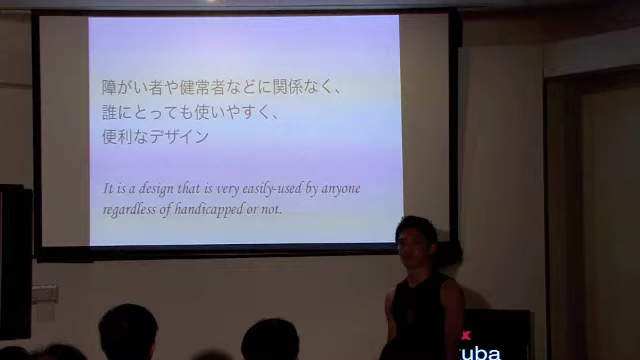 障がい者や健常者などに関係なく、
誰にとっても使いやすく、
便利なデザイン
It is a design that is very easily-used by anyone
regardless of handicapped or not.
x
uba